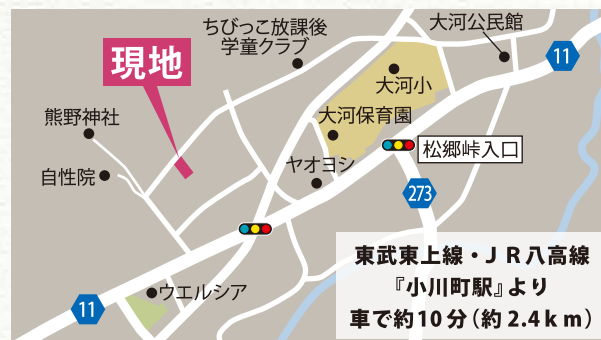 ちびっこ放課後
学童クラブ
大河公民館
11
現地
大河小
熊野神社
大河保育園
松郷峠入口
ヤオヨシ
自性院
273
東武東上線・JR八高線
『小川町駅』より
車で約10分(約2.4km)
ウエルシア
11